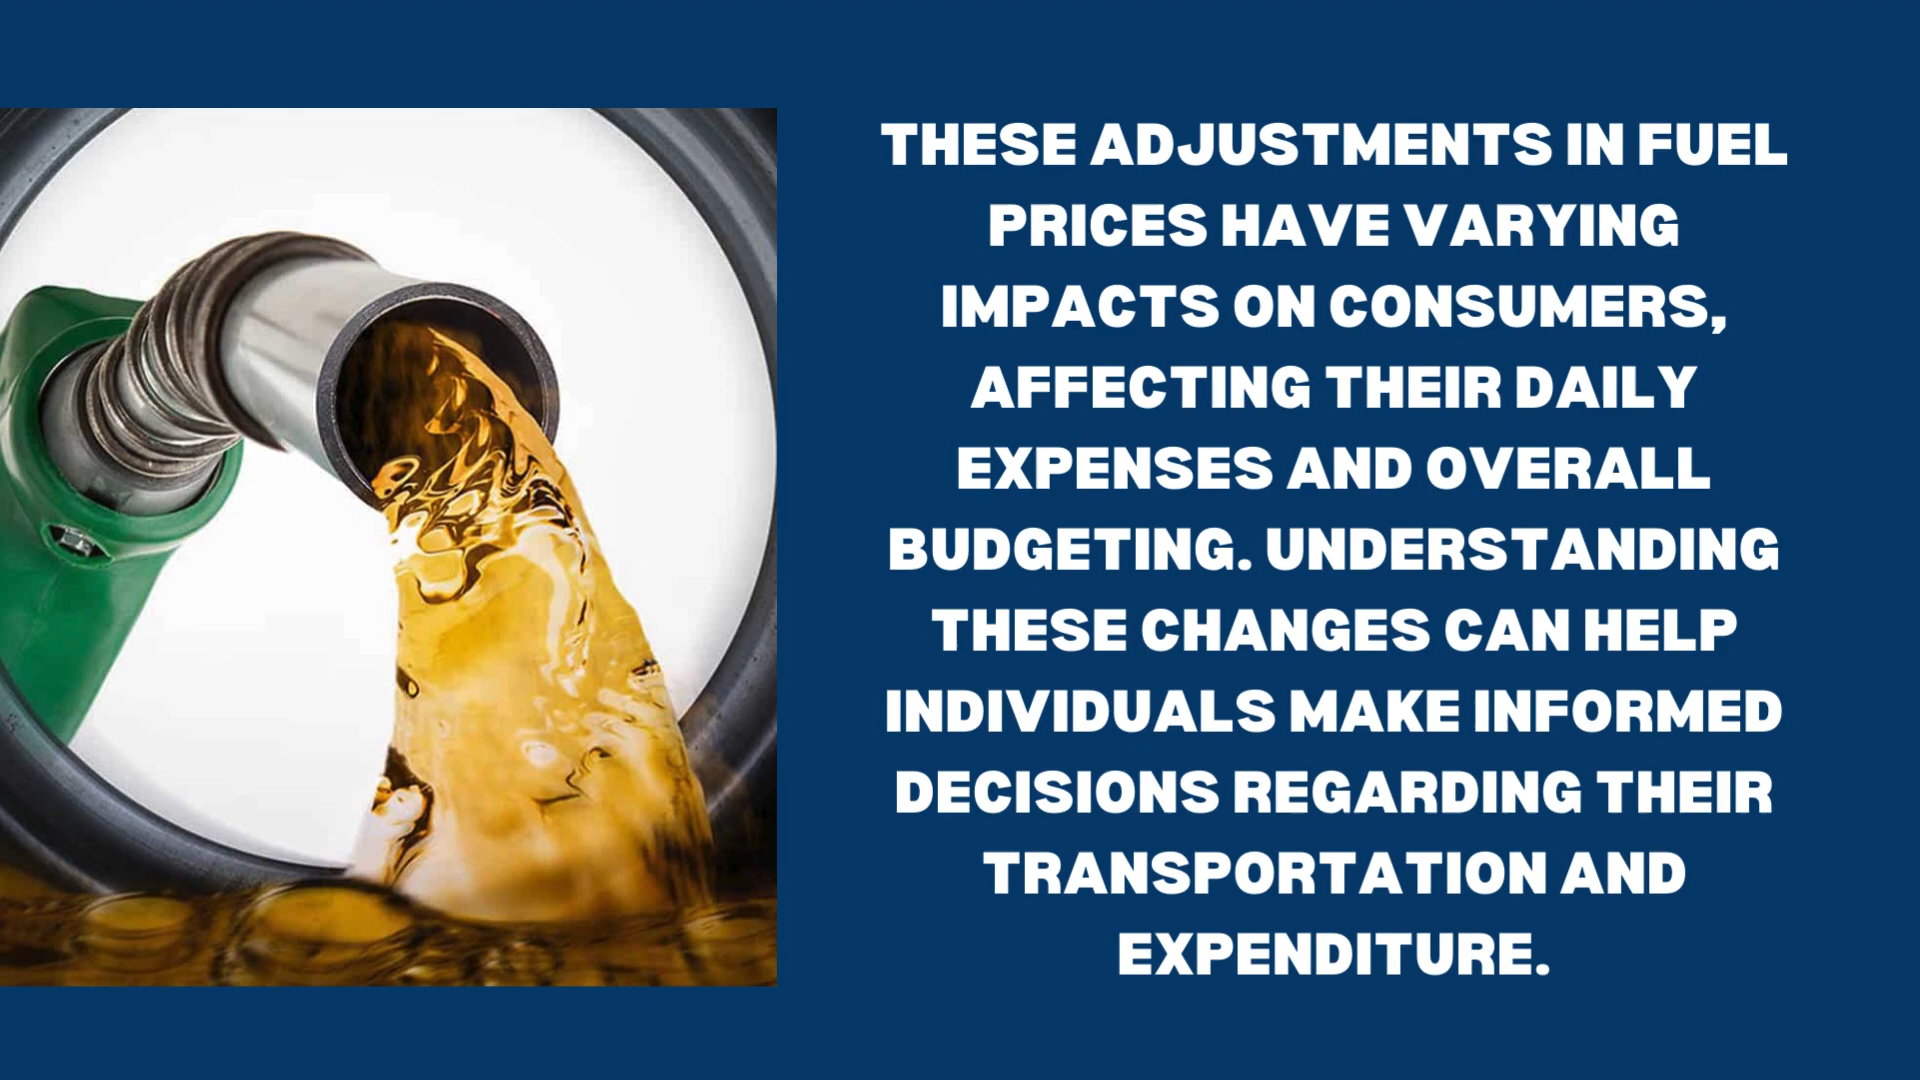 THESE ADJUSTMENTS IN FUEL
PRICES HAVE VARYING
IMPACTS ON CONSUMERS,
AFFECTING THEIR DAILY
EXPENSES AND OVERALL
BUDGETING. UNDERSTANDING
THESE CHANGES CAN HELP
INDIVIDUALS MAKE INFORMED
DECISIONS REGARDING THEIR
TRANSPORTATION AND
EXPENDITURE.